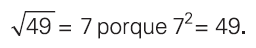 √49 = 7 porque 7² = 49.